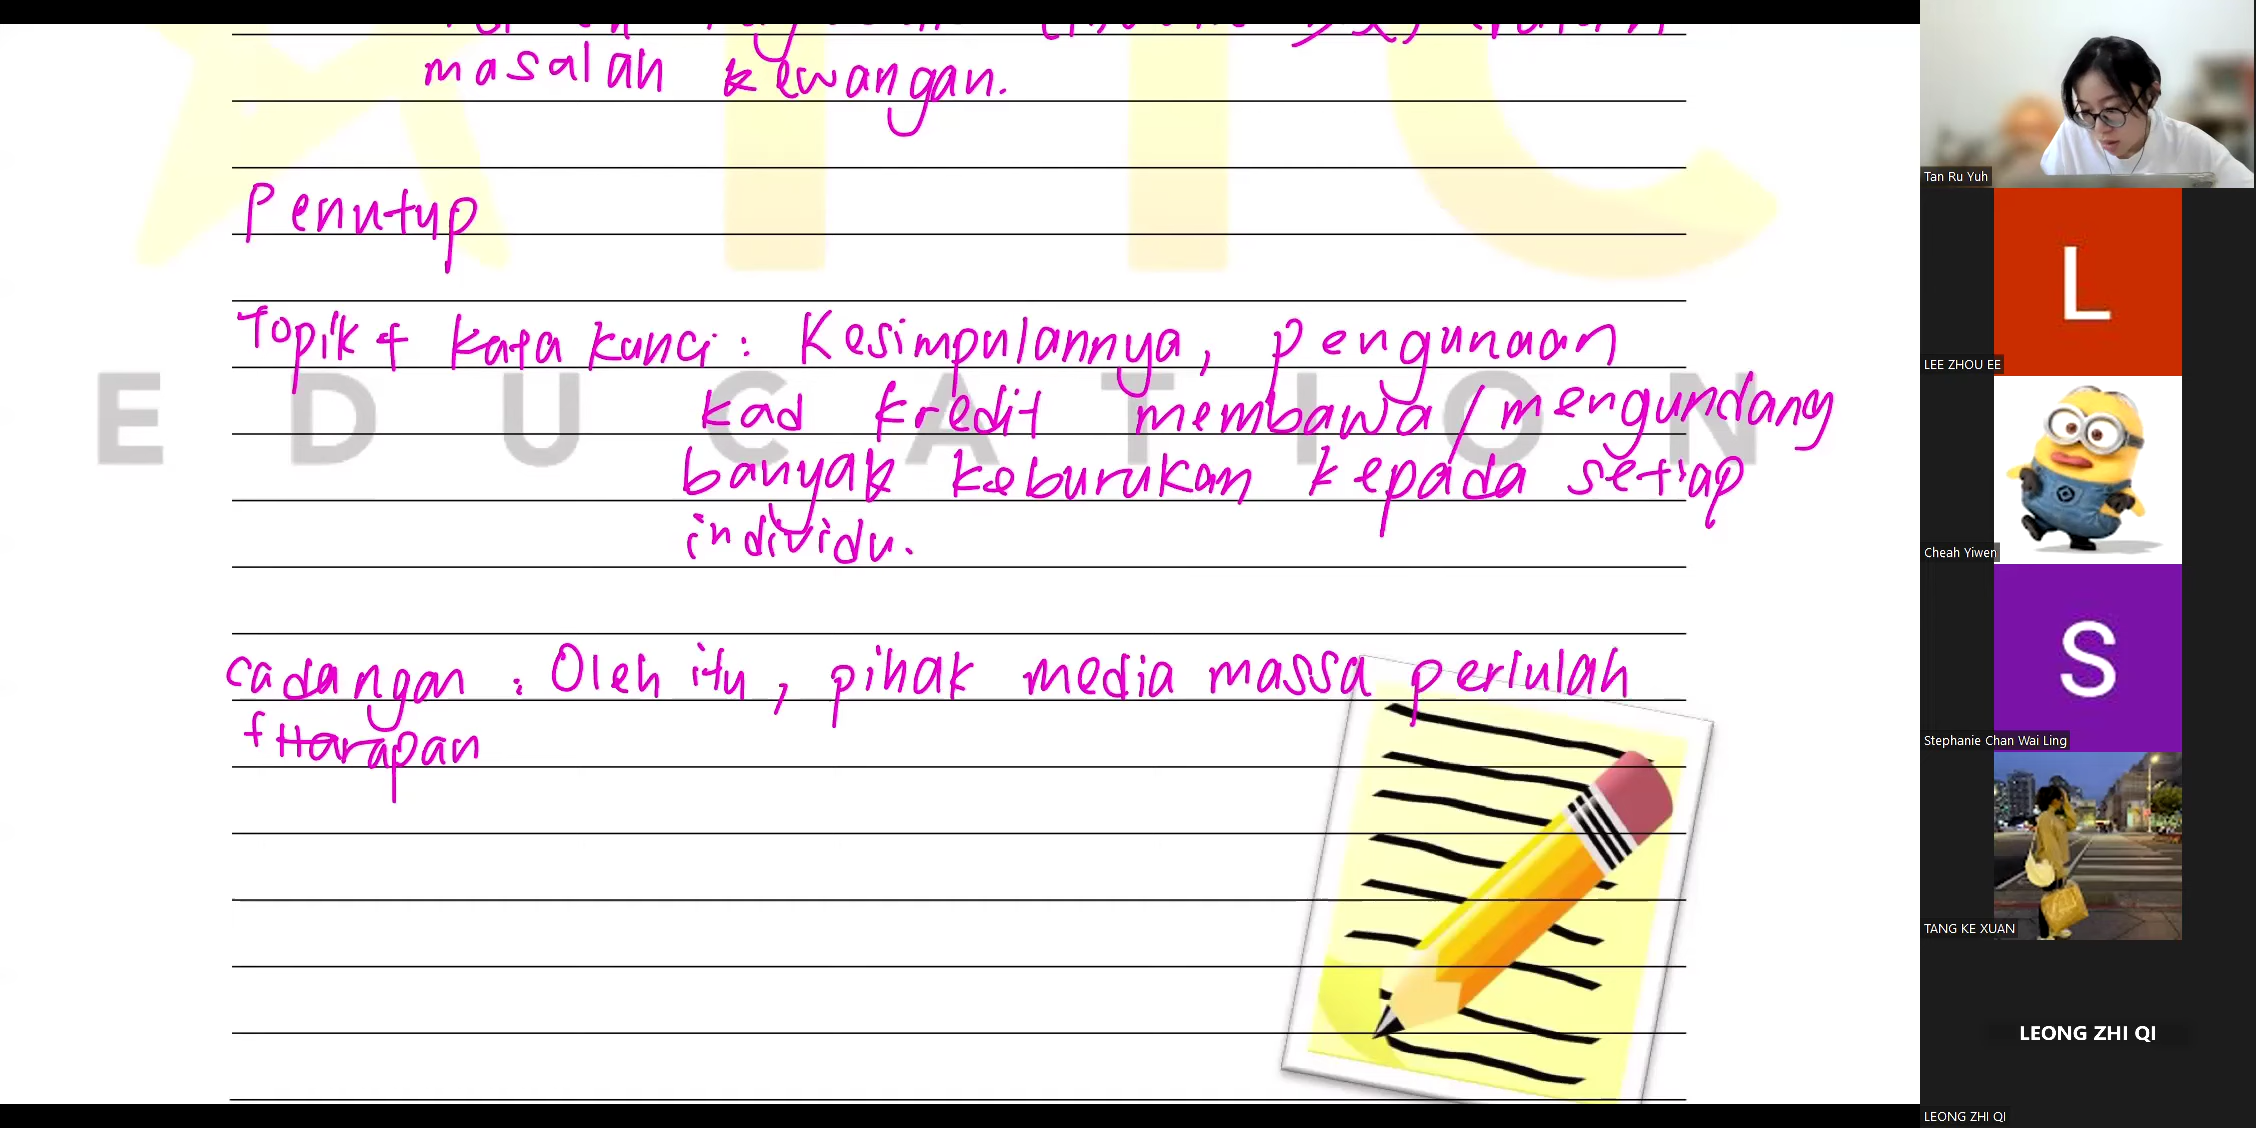 masalah kewangan.
Penutup
Topik + kata kunci : Kesimpulannya, pengunaan
kad kredit membawa/mengundang
banyak keburukan kepada setiap
individu.
cadangan : Oleh itu, pihak media massa perlulah
+ Harapan
EDUCATION
Tan Ru Yuh
L
LEE ZHOU EE
Cheah Yiwen
S
Stephanie Chan Wai Ling
TANG KE XUAN
LEONG ZHI QI
LEONG ZHI QI